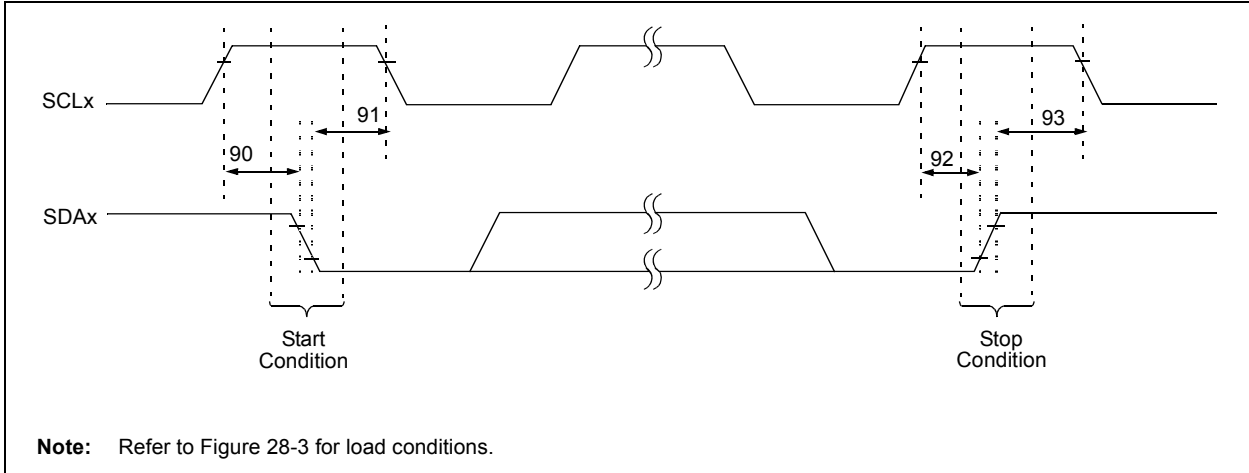 SCLx
91
93
90
92
SDAx
Start
Condition
Stop
Condition
Note: Refer to Figure 28-3 for load conditions.